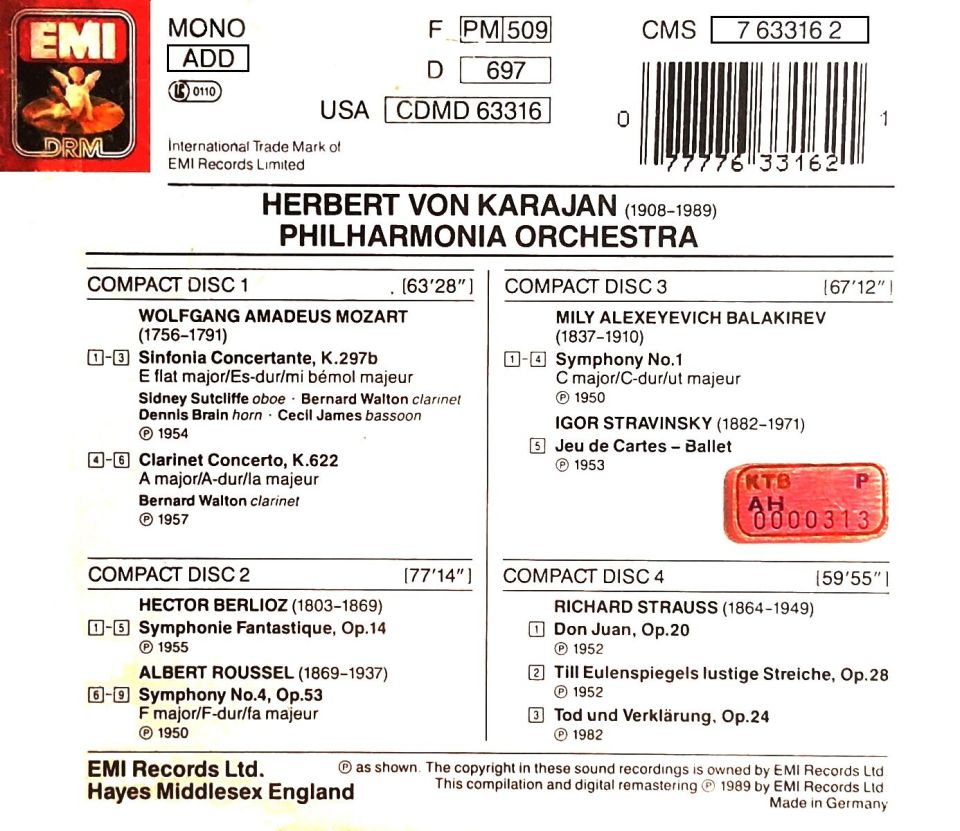 EMI
DRM
MONO
ADD
0110
International Trade Mark of
EMI Records Limited
F PM 509
D 697
USA CDMD 63316
CMS 7 63316 2
0 77776 33162 1
HERBERT VON KARAJAN (1908–1989)
PHILHARMONIA ORCHESTRA
COMPACT DISC 1 [63'28"]
WOLFGANG AMADEUS MOZART
(1756–1791)
1-3 Sinfonia Concertante, K.297b
E flat major/Es-dur/mi bémol majeur
Sidney Sutcliffe oboe · Bernard Walton clarinet
Dennis Brain horn · Cecil James bassoon
℗ 1954
4-6 Clarinet Concerto, K.622
A major/A-dur/la majeur
Bernard Walton clarinet
℗ 1957
COMPACT DISC 2 [77'14"]
HECTOR BERLIOZ (1803–1869)
1-5 Symphonie Fantastique, Op.14
℗ 1955
ALBERT ROUSSEL (1869–1937)
6-9 Symphony No.4, Op.53
F major/F-dur/fa majeur
℗ 1950
COMPACT DISC 3 [67'12"]
MILY ALEXEYEVICH BALAKIREV
(1837–1910)
1-4 Symphony No.1
C major/C-dur/ut majeur
℗ 1950
IGOR STRAVINSKY (1882–1971)
5 Jeu de Cartes – Ballet
℗ 1953
KTB P
AH
0000313
COMPACT DISC 4 [59'55"]
RICHARD STRAUSS (1864–1949)
1 Don Juan, Op.20
℗ 1952
2 Till Eulenspiegels lustige Streiche, Op.28
℗ 1952
3 Tod und Verklärung, Op.24
℗ 1982
EMI Records Ltd.
Hayes Middlesex England
℗ as shown. The copyright in these sound recordings is owned by EMI Records Ltd
This compilation and digital remastering ℗ 1989 by EMI Records Ltd
Made in Germany